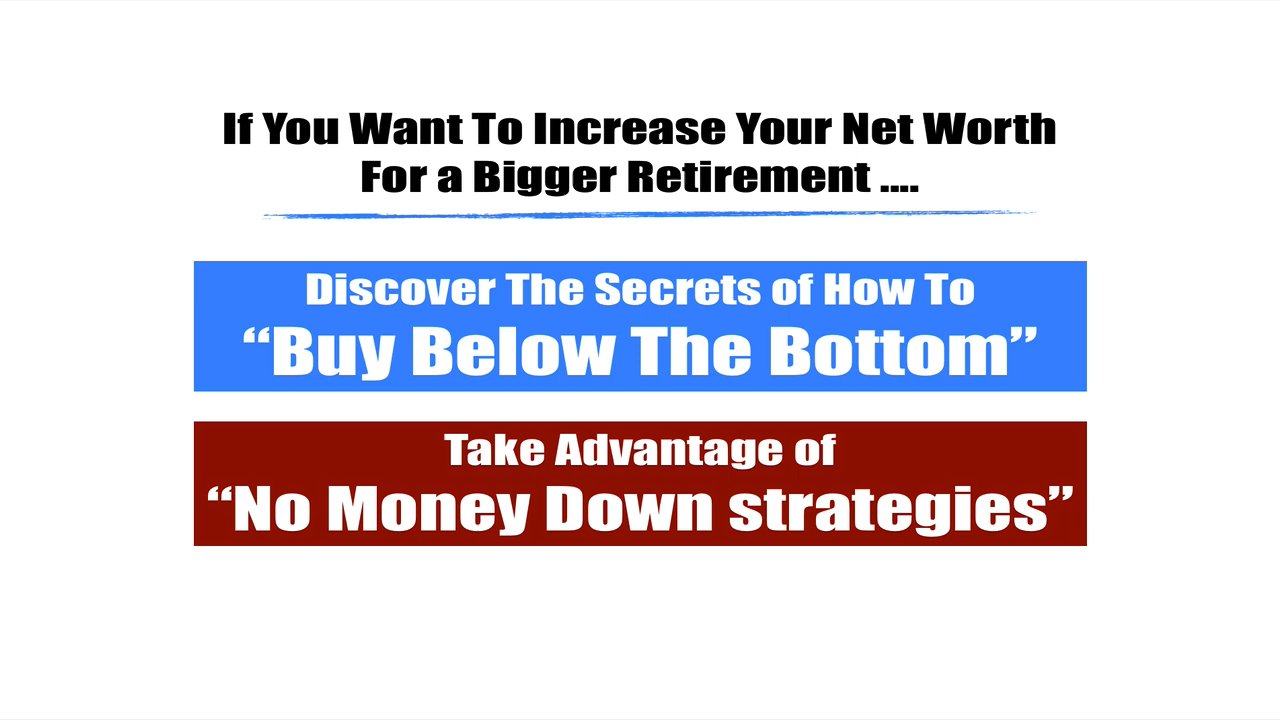 If You Want To Increase Your Net Worth
For a Bigger Retirement ....
Discover The Secrets of How To
“Buy Below The Bottom”
Take Advantage of
“No Money Down strategies”